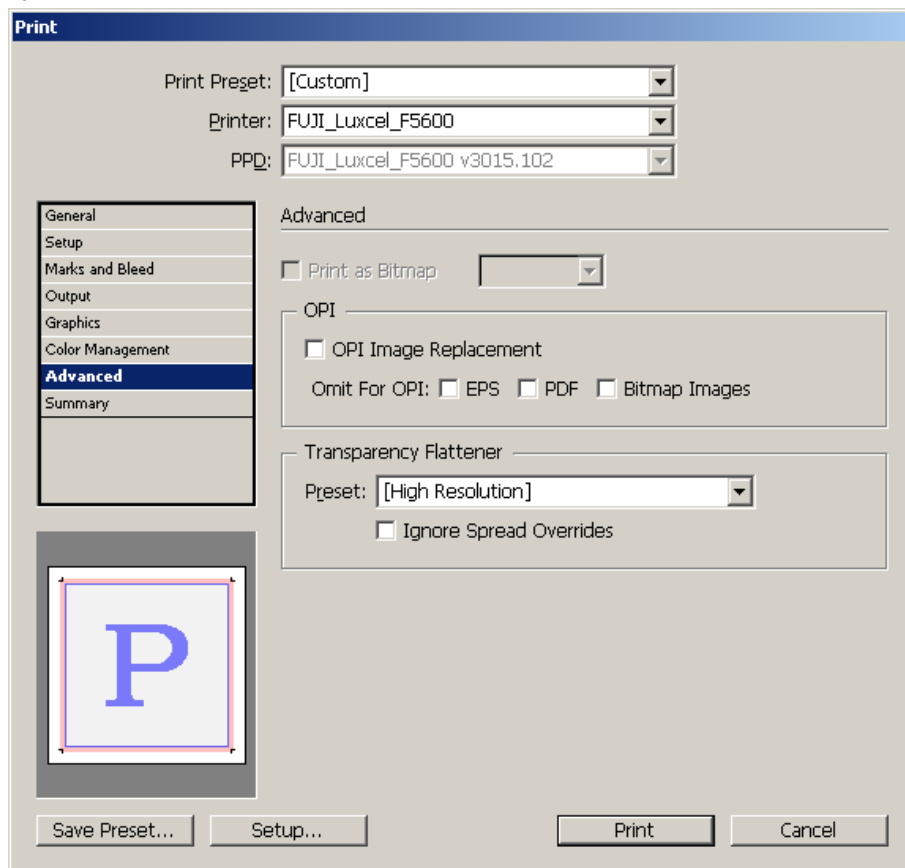 Print
Print Preset: [Custom]
Printer: FUJI_Luxcel_F5600
PPD: FUJI_Luxcel_F5600 v3015.102
General
Setup
Marks and Bleed
Output
Graphics
Color Management
Advanced
Summary
Advanced
Print as Bitmap
OPI
OPI Image Replacement
Omit For OPI: EPS PDF Bitmap Images
Transparency Flattener
Preset: [High Resolution]
Ignore Spread Overrides
P
Save Preset... Setup... Print Cancel